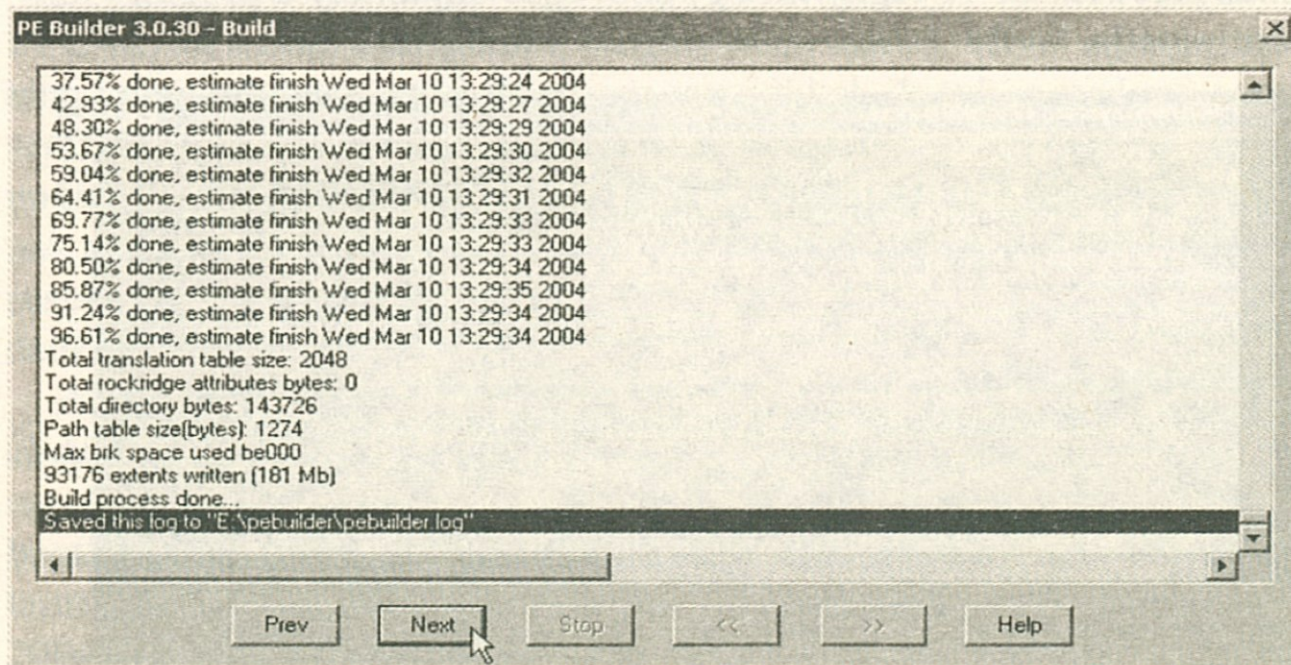 PE Builder 3.0.30 - Build
37.57% done, estimate finish Wed Mar 10 13:29:24 2004
42.93% done, estimate finish Wed Mar 10 13:29:27 2004
48.30% done, estimate finish Wed Mar 10 13:29:29 2004
53.67% done, estimate finish Wed Mar 10 13:29:30 2004
59.04% done, estimate finish Wed Mar 10 13:29:32 2004
64.41% done, estimate finish Wed Mar 10 13:29:31 2004
69.77% done, estimate finish Wed Mar 10 13:29:33 2004
75.14% done, estimate finish Wed Mar 10 13:29:33 2004
80.50% done, estimate finish Wed Mar 10 13:29:34 2004
85.87% done, estimate finish Wed Mar 10 13:29:35 2004
91.24% done, estimate finish Wed Mar 10 13:29:34 2004
96.61% done, estimate finish Wed Mar 10 13:29:34 2004
Total translation table size: 2048
Total rockridge attributes bytes: 0
Total directory bytes: 143726
Path table size(bytes): 1274
Max brk space used be000
93176 extents written (181 Mb)
Build process done...
Saved this log to "E:\pebuilder\pebuilder.log"
Prev Next Stop << >> Help